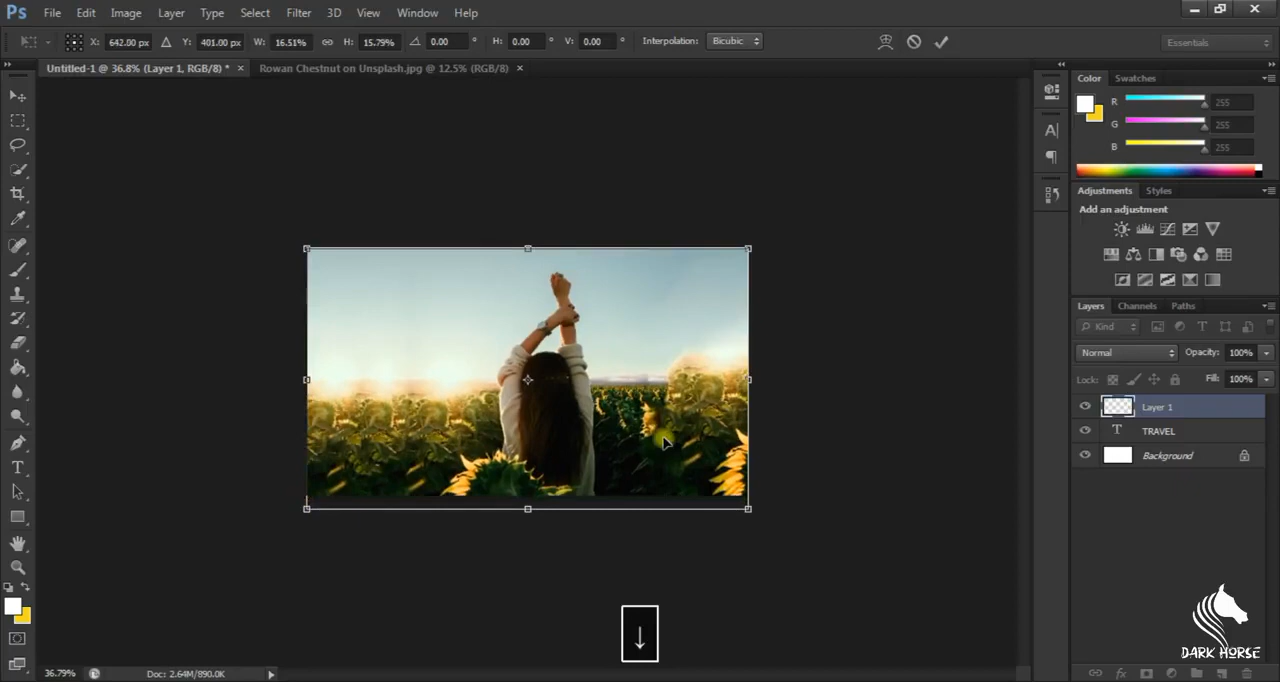 Ps File Edit Image Layer Type Select Filter 3D View Window Help
X: 642.00 px Y: 401.00 px W: 16.51% H: 15.79% 0.00 ° H: 0.00 ° V: 0.00 ° Interpolation: Bicubic Essentials
Untitled-1 @ 36.8% (Layer 1, RGB/8) * × Rowan Chestnut on Unsplash.jpg @ 12.5% (RGB/8) ×
Color Swatches
R 255
G 255
B 255
Adjustments Styles
Add an adjustment
Layers Channels Paths
Kind
Normal Opacity: 100%
Lock: Fill: 100%
Layer 1
T TRAVEL
Background
↓
DARK HORSE
36.79% Doc: 2.64M/890.0K